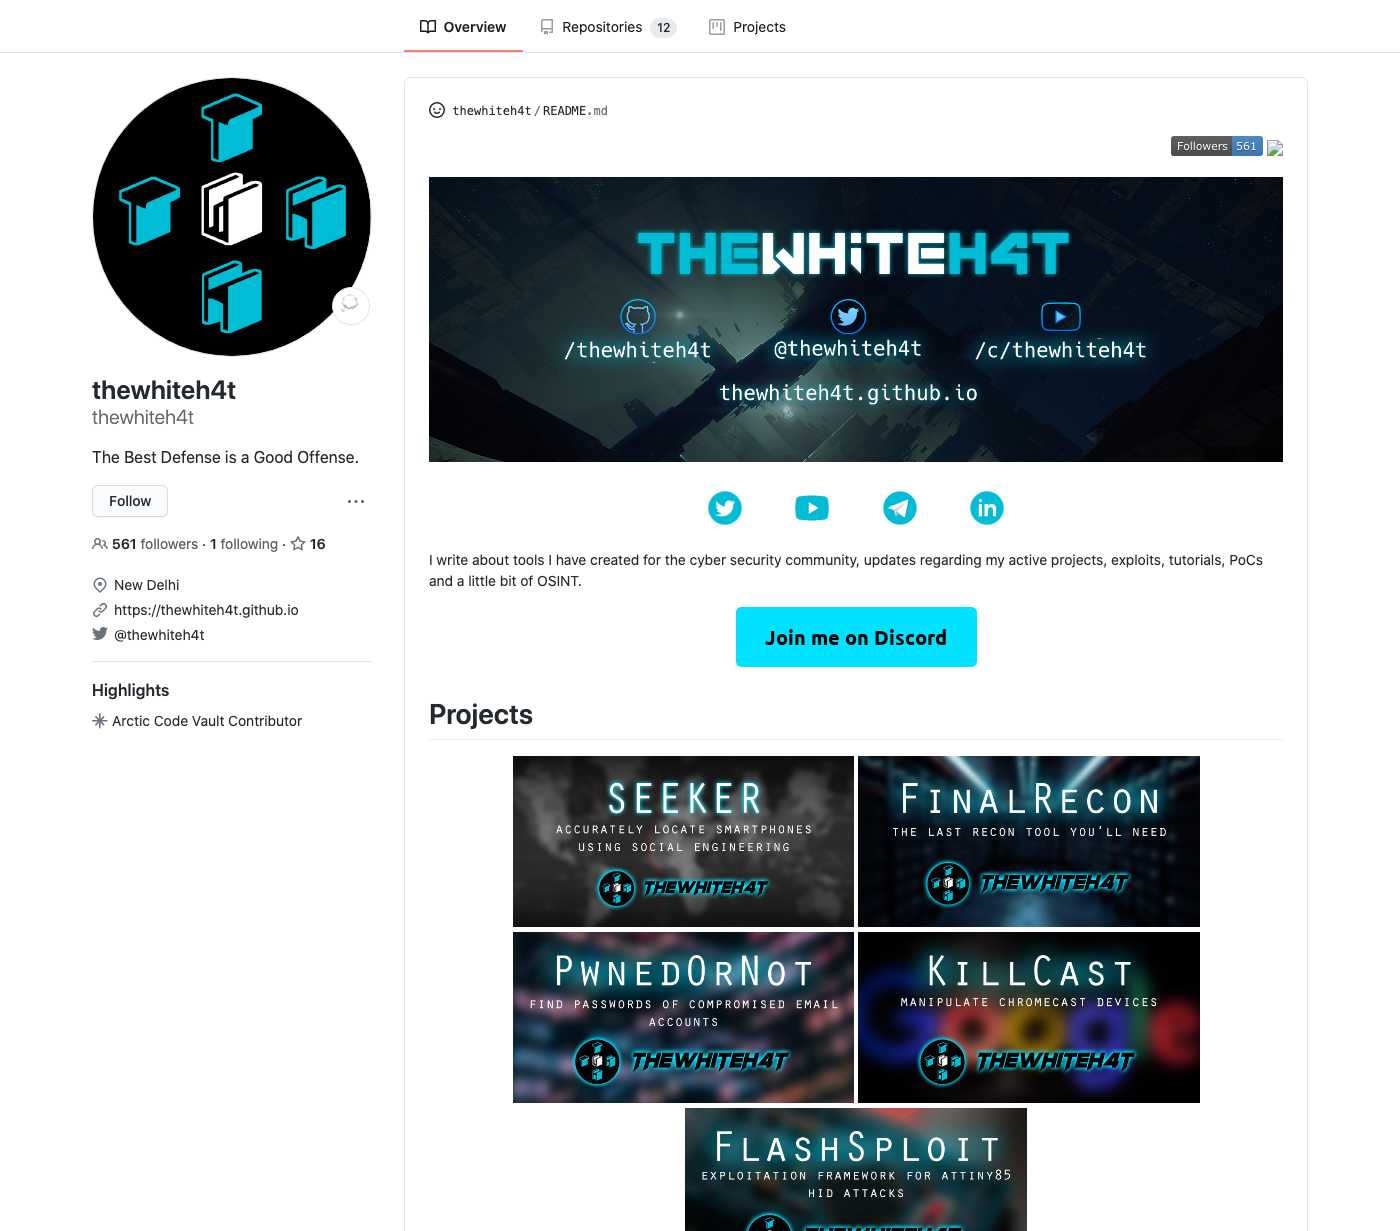 Overview
Repositories 12
Projects
thewhiteh4t
thewhiteh4t
The Best Defense is a Good Offense.
Follow
561 followers · 1 following · 16
New Delhi
https://thewhiteh4t.github.io
@thewhiteh4t
Highlights
Arctic Code Vault Contributor
thewhiteh4t/README.md
Followers 561
THEWHITEH4T
/thewhiteh4t
@thewhiteh4t
/c/thewhiteh4t
thewhiteh4t.github.io
I write about tools I have created for the cyber security community, updates regarding my active projects, exploits, tutorials, PoCs
and a little bit of OSINT.
Join me on Discord
Projects
SEEKER
ACCURATELY LOCATE SMARTPHONES
USING SOCIAL ENGINEERING
THEWHITEH4T
FINALRECON
THE LAST RECON TOOL YOU'LL NEED
THEWHITEH4T
PWNEDORNOT
FIND PASSWORDS OF COMPROMISED EMAIL
ACCOUNTS
THEWHITEH4T
KILLCAST
MANIPULATE CHROMECAST DEVICES
Google
THEWHITEH4T
FLASHSPLOIT
EXPLOITATION FRAMEWORK FOR ATTINY85
HID ATTACKS
THEWHITEH4T